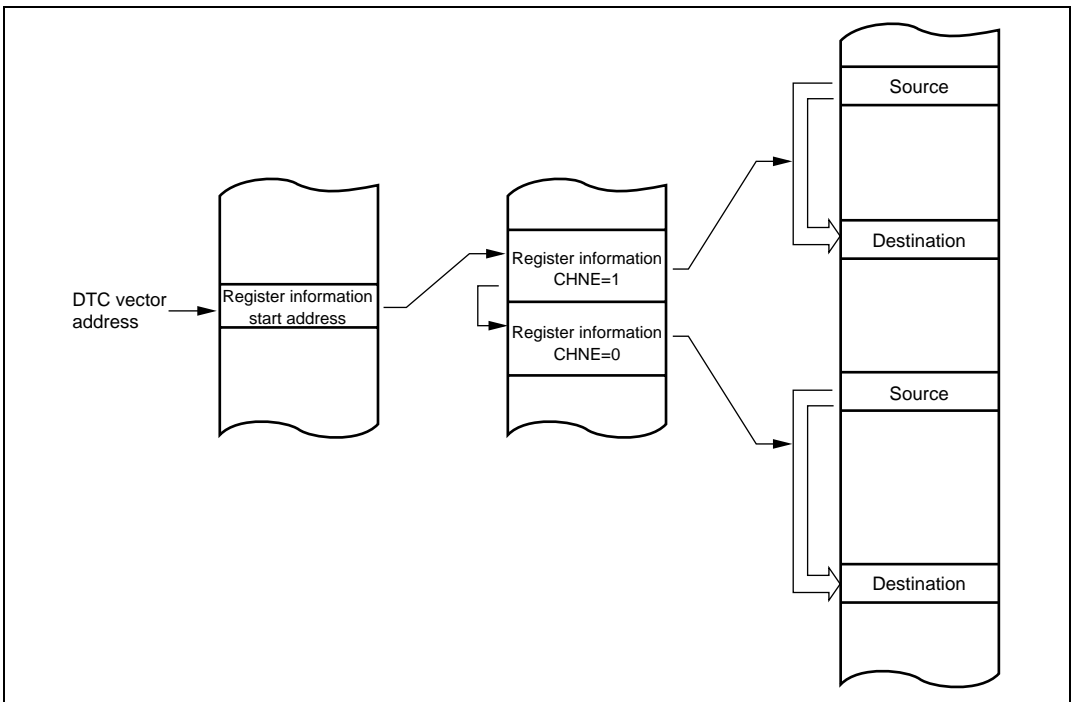 DTC vector
address
Register information
start address
Register information
CHNE=1
Register information
CHNE=0
Source
Destination
Source
Destination